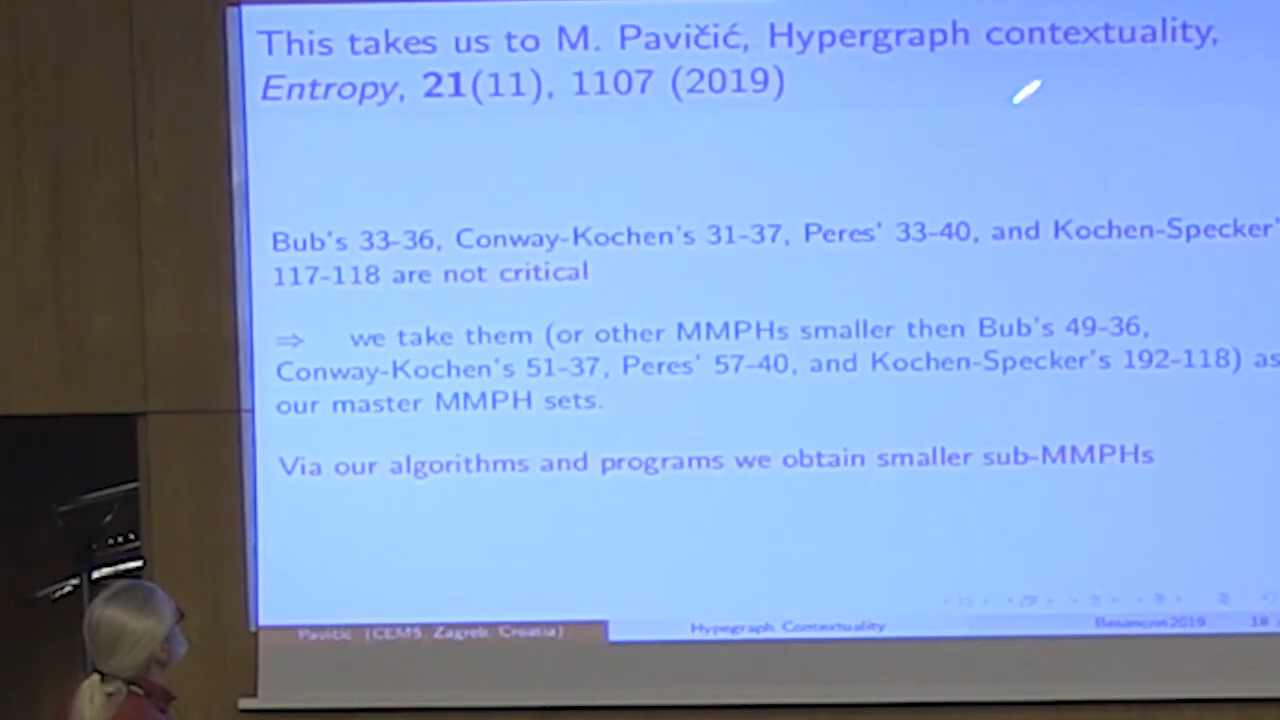 This takes us to M. Pavičić, Hypergraph contextuality,
Entropy, 21(11), 1107 (2019)
Bub's 33-36, Conway-Kochen's 31-37, Peres' 33-40, and Kochen-Specker'
117-118 are not critical
⇒ we take them (or other MMPHs smaller then Bub's 49-36,
Conway-Kochen's 51-37, Peres' 57-40, and Kochen-Specker's 192-118) as
our master MMPH sets.
Via our algorithms and programs we obtain smaller sub-MMPHs
Pavičić (CEMS, Zagreb, Croatia) Hypegraph Contextuality Besançon2019 18